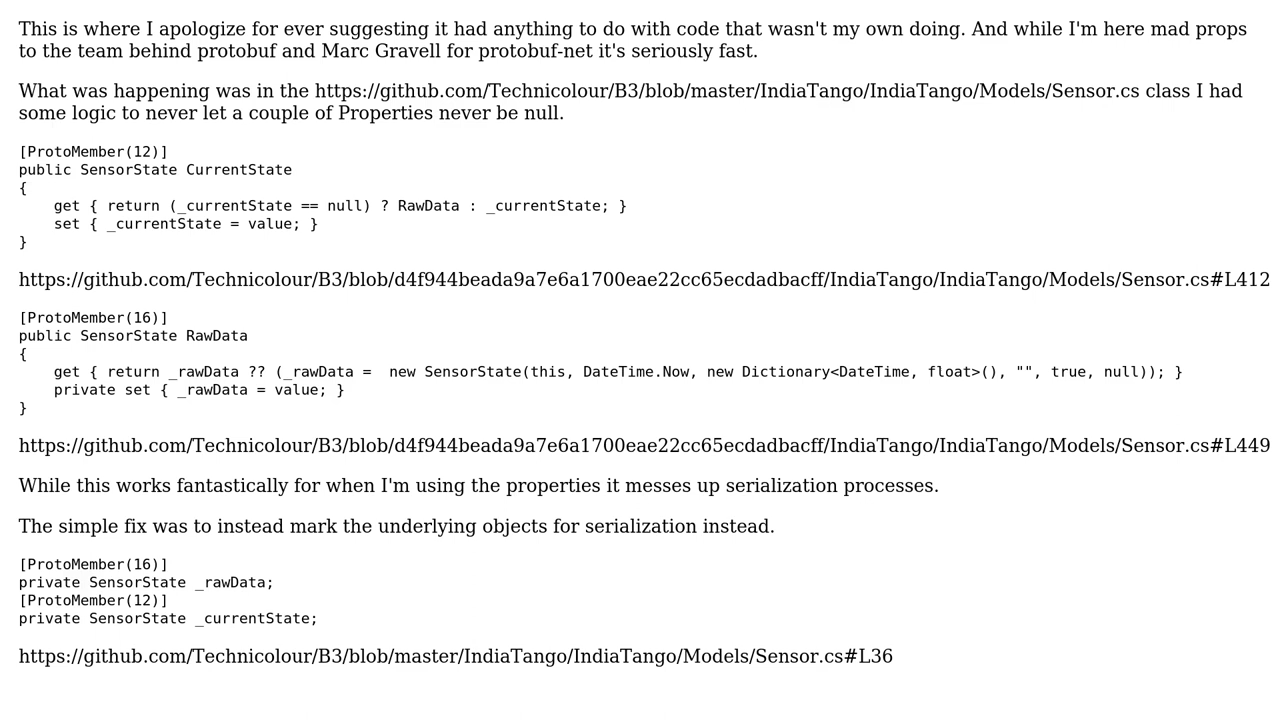 This is where I apologize for ever suggesting it had anything to do with code that wasn't my own doing. And while I'm here mad props
to the team behind protobuf and Marc Gravell for protobuf-net it's seriously fast.
What was happening was in the https://github.com/Technicolour/B3/blob/master/IndiaTango/IndiaTango/Models/Sensor.cs class I had
some logic to never let a couple of Properties never be null.
[ProtoMember(12)]
public SensorState CurrentState
{
    get { return (_currentState == null) ? RawData : _currentState; }
    set { _currentState = value; }
}
https://github.com/Technicolour/B3/blob/d4f944beada9a7e6a1700eae22cc65ecdadbacff/IndiaTango/IndiaTango/Models/Sensor.cs#L412
[ProtoMember(16)]
public SensorState RawData
{
    get { return _rawData ?? (_rawData =  new SensorState(this, DateTime.Now, new Dictionary<DateTime, float>(), "", true, null)); }
    private set { _rawData = value; }
}
https://github.com/Technicolour/B3/blob/d4f944beada9a7e6a1700eae22cc65ecdadbacff/IndiaTango/IndiaTango/Models/Sensor.cs#L449
While this works fantastically for when I'm using the properties it messes up serialization processes.
The simple fix was to instead mark the underlying objects for serialization instead.
[ProtoMember(16)]
private SensorState _rawData;
[ProtoMember(12)]
private SensorState _currentState;
https://github.com/Technicolour/B3/blob/master/IndiaTango/IndiaTango/Models/Sensor.cs#L36